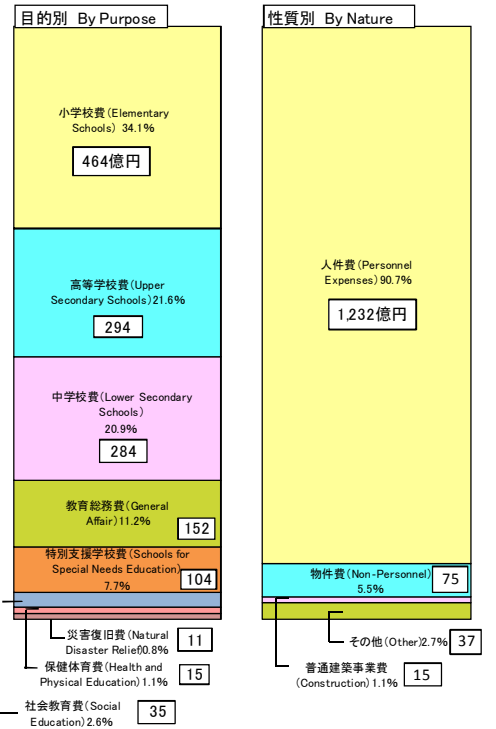 目的別 By Purpose
小学校費(Elementary
Schools) 34.1%
464億円
高等学校費(Upper
Secondary Schools)21.6%
294
中学校費(Lower Secondary
Schools)
20.9%
284
教育総務費(General
Affair)11.2%
152
特別支援学校費(Schools for
Special Needs Education)
7.7%
104
災害復旧費(Natural
Disaster Relief)0.8%
11
保健体育費(Health and
Physical Education)1.1%
15
社会教育費(Social
Education)2.6%
35
性質別 By Nature
人件費(Personnel
Expenses)90.7%
1,232億円
物件費(Non-Personnel)
5.5%
75
その他(Other)2.7%
37
普通建築事業費
(Construction)1.1%
15